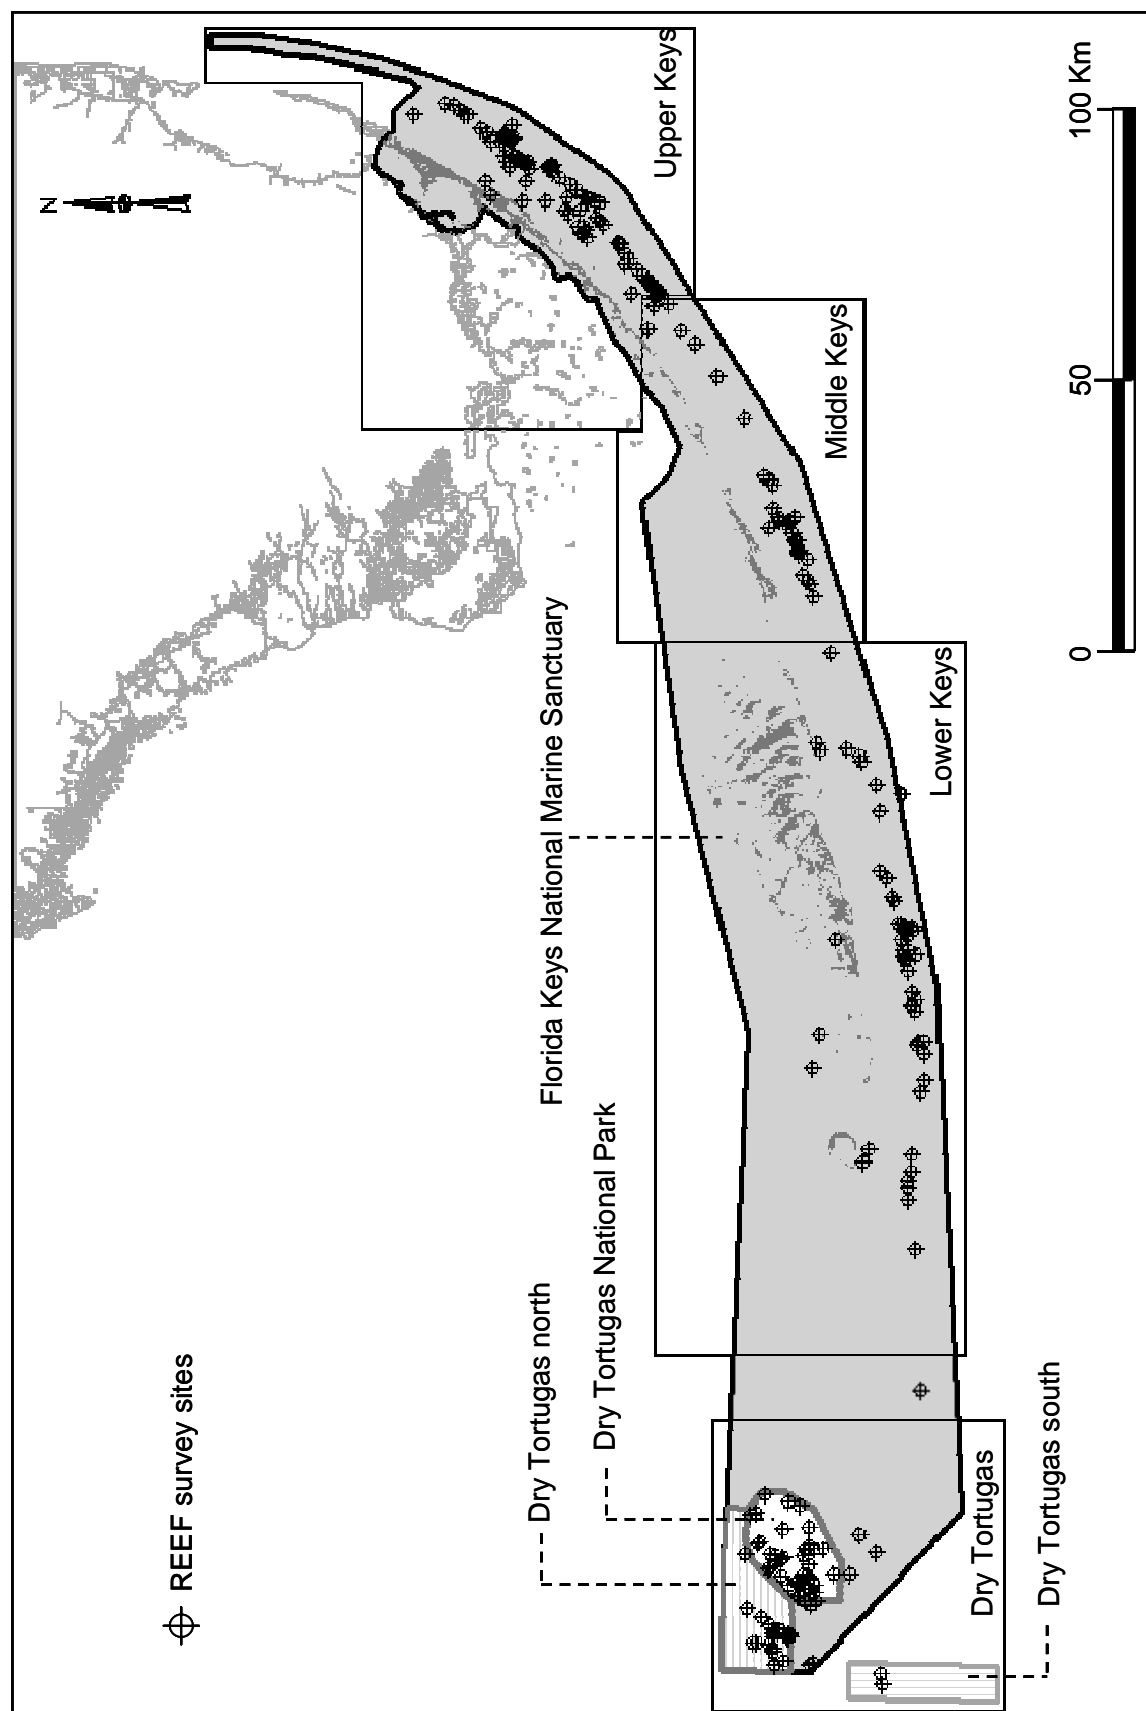 N
REEF survey sites
Upper Keys
Middle Keys
Lower Keys
Florida Keys National Marine Sanctuary
Dry Tortugas National Park
Dry Tortugas north
Dry Tortugas
Dry Tortugas south
0
50
100 Km